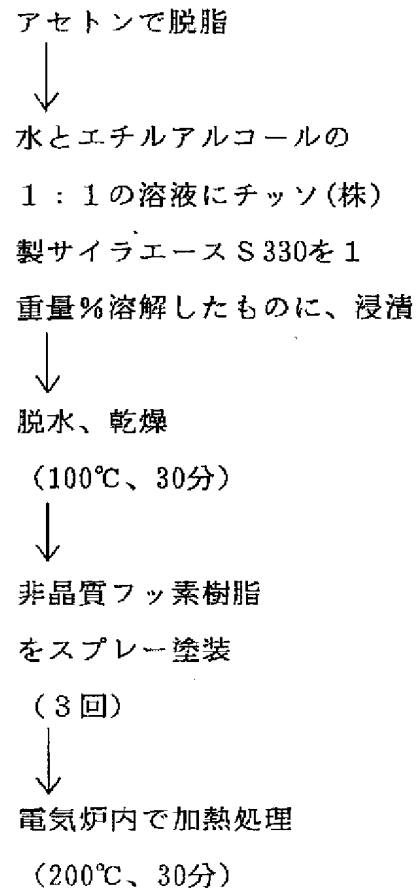 アセトンで脱脂
↓
水とエチルアルコールの
１：１の溶液にチッソ(株)
製サイラエースＳ330を１
重量％溶解したものに、浸漬
↓
脱水、乾燥
（100℃、30分）
↓
非晶質フッ素樹脂
をスプレー塗装
（３回）
↓
電気炉内で加熱処理
（200℃、30分）